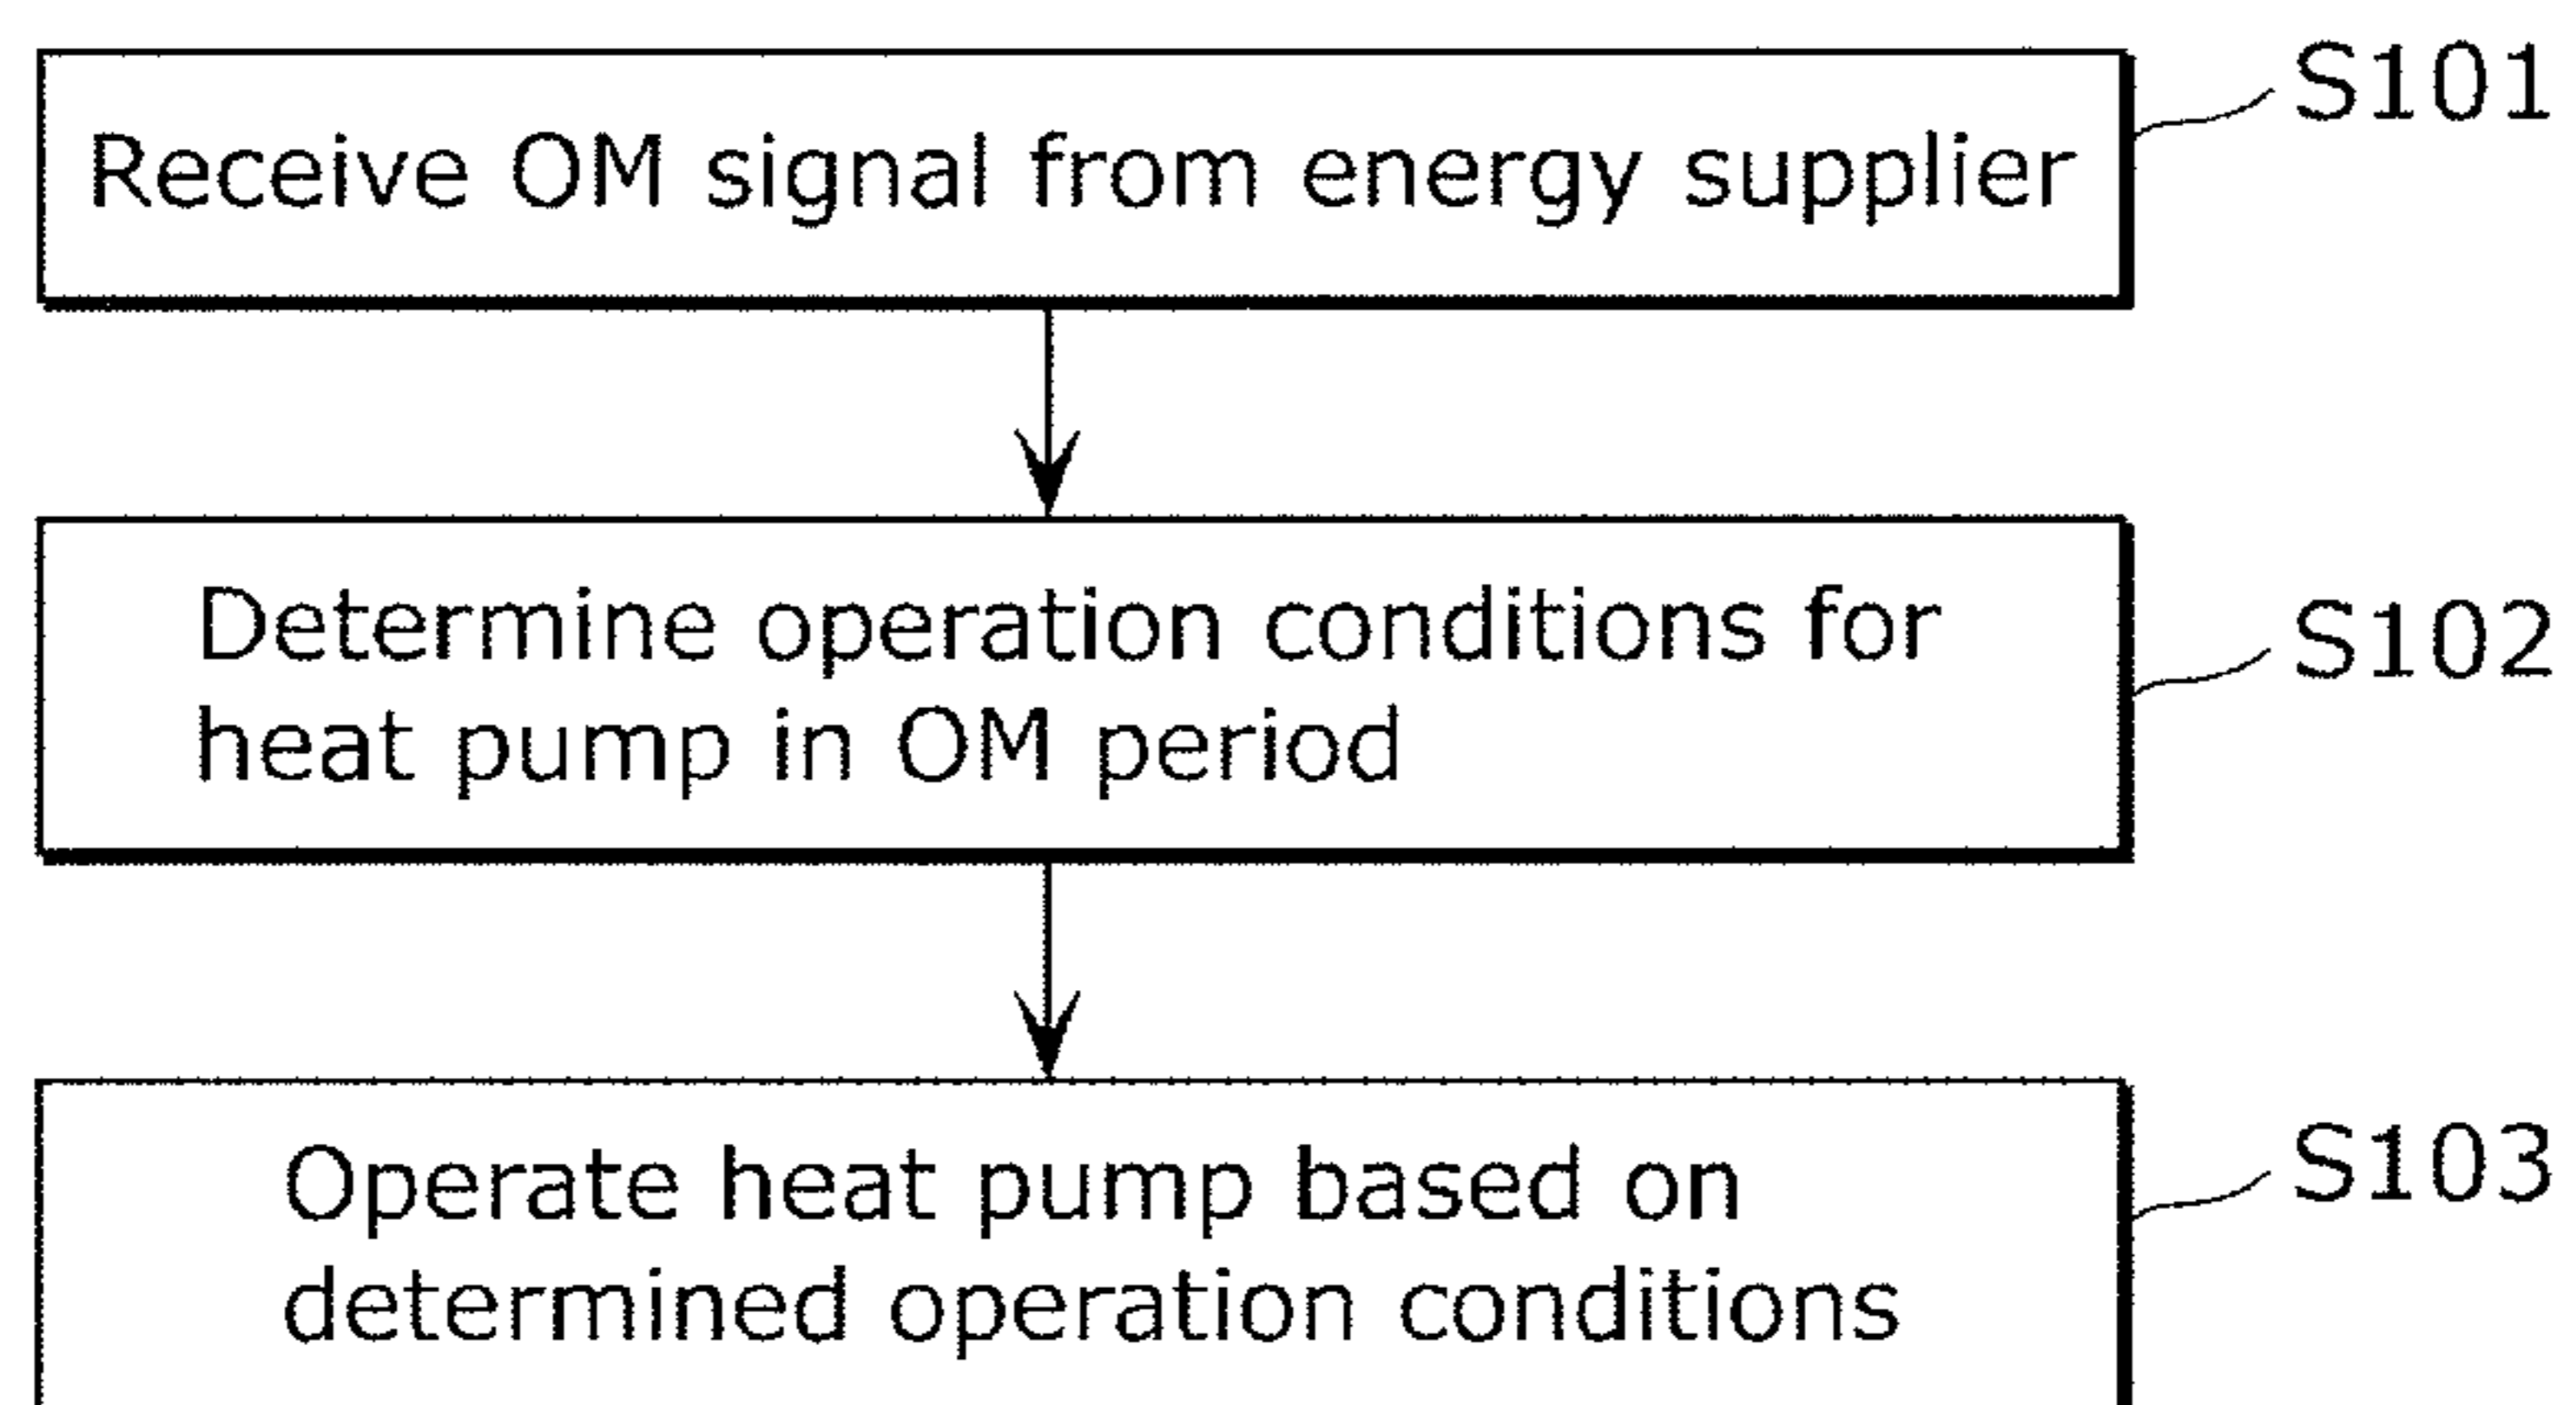 Receive OM signal from energy supplier
S101
Determine operation conditions for
heat pump in OM period
S102
Operate heat pump based on
determined operation conditions
S103